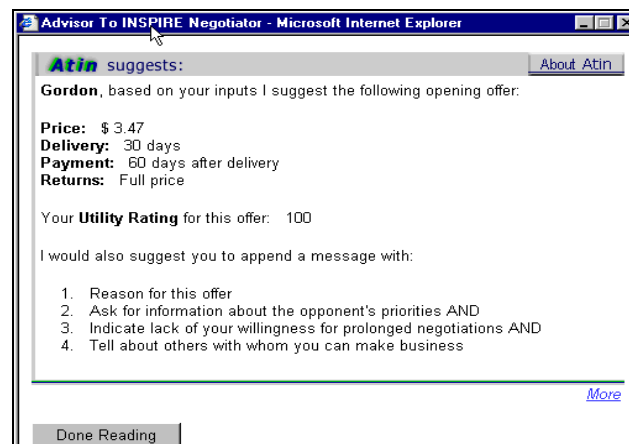 Advisor To INSPIRE Negotiator - Microsoft Internet Explorer
Atin suggests:
About Atin
Gordon, based on your inputs I suggest the following opening offer:
Price: $ 3.47
Delivery: 30 days
Payment: 60 days after delivery
Returns: Full price
Your Utility Rating for this offer: 100
I would also suggest you to append a message with:
1. Reason for this offer
2. Ask for information about the opponent's priorities AND
3. Indicate lack of your willingness for prolonged negotiations AND
4. Tell about others with whom you can make business
More
Done Reading